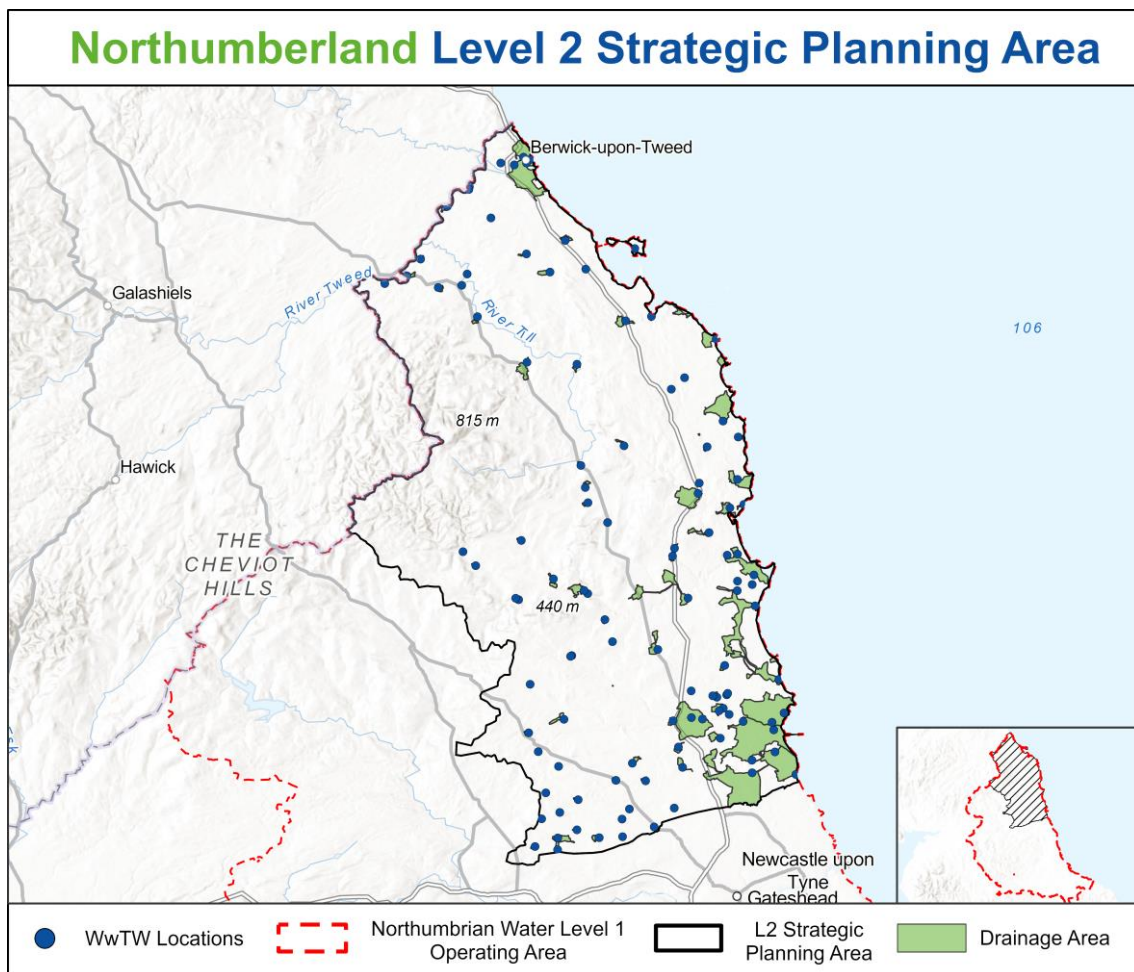 Northumberland Level 2 Strategic Planning Area
Berwick-upon-Tweed
Galashiels
River Tweed
River Till
106
815 m
Hawick
THE
CHEVIOT
HILLS
440 m
Newcastle upon
Tyne
Gateshead
WwTW Locations
Northumbrian Water Level 1
Operating Area
L2 Strategic
Planning Area
Drainage Area